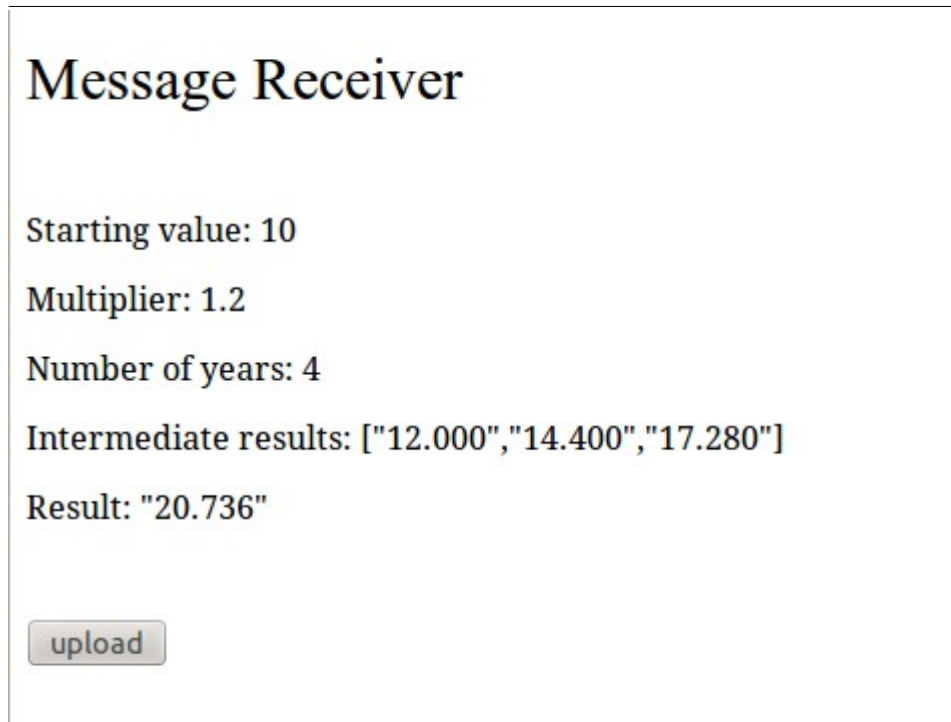 Message Receiver
Starting value: 10
Multiplier: 1.2
Number of years: 4
Intermediate results: ["12.000","14.400","17.280"]
Result: "20.736"
upload